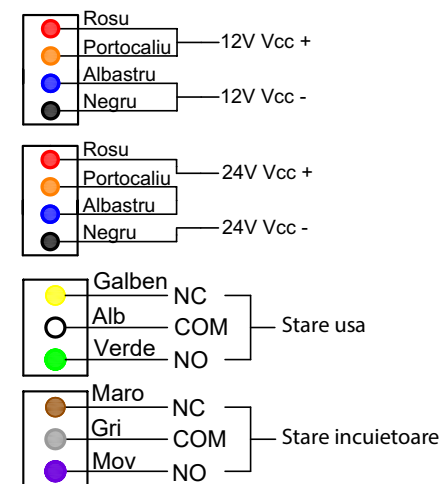 Rosu
Portocaliu
12V Vcc +
Albastru
Negru
12V Vcc -
Rosu
Portocaliu
24V Vcc +
Albastru
Negru
24V Vcc -
Galben
NC
Alb
COM
Stare usa
Verde
NO
Maro
NC
Gri
COM
Stare incuietoare
Mov
NO